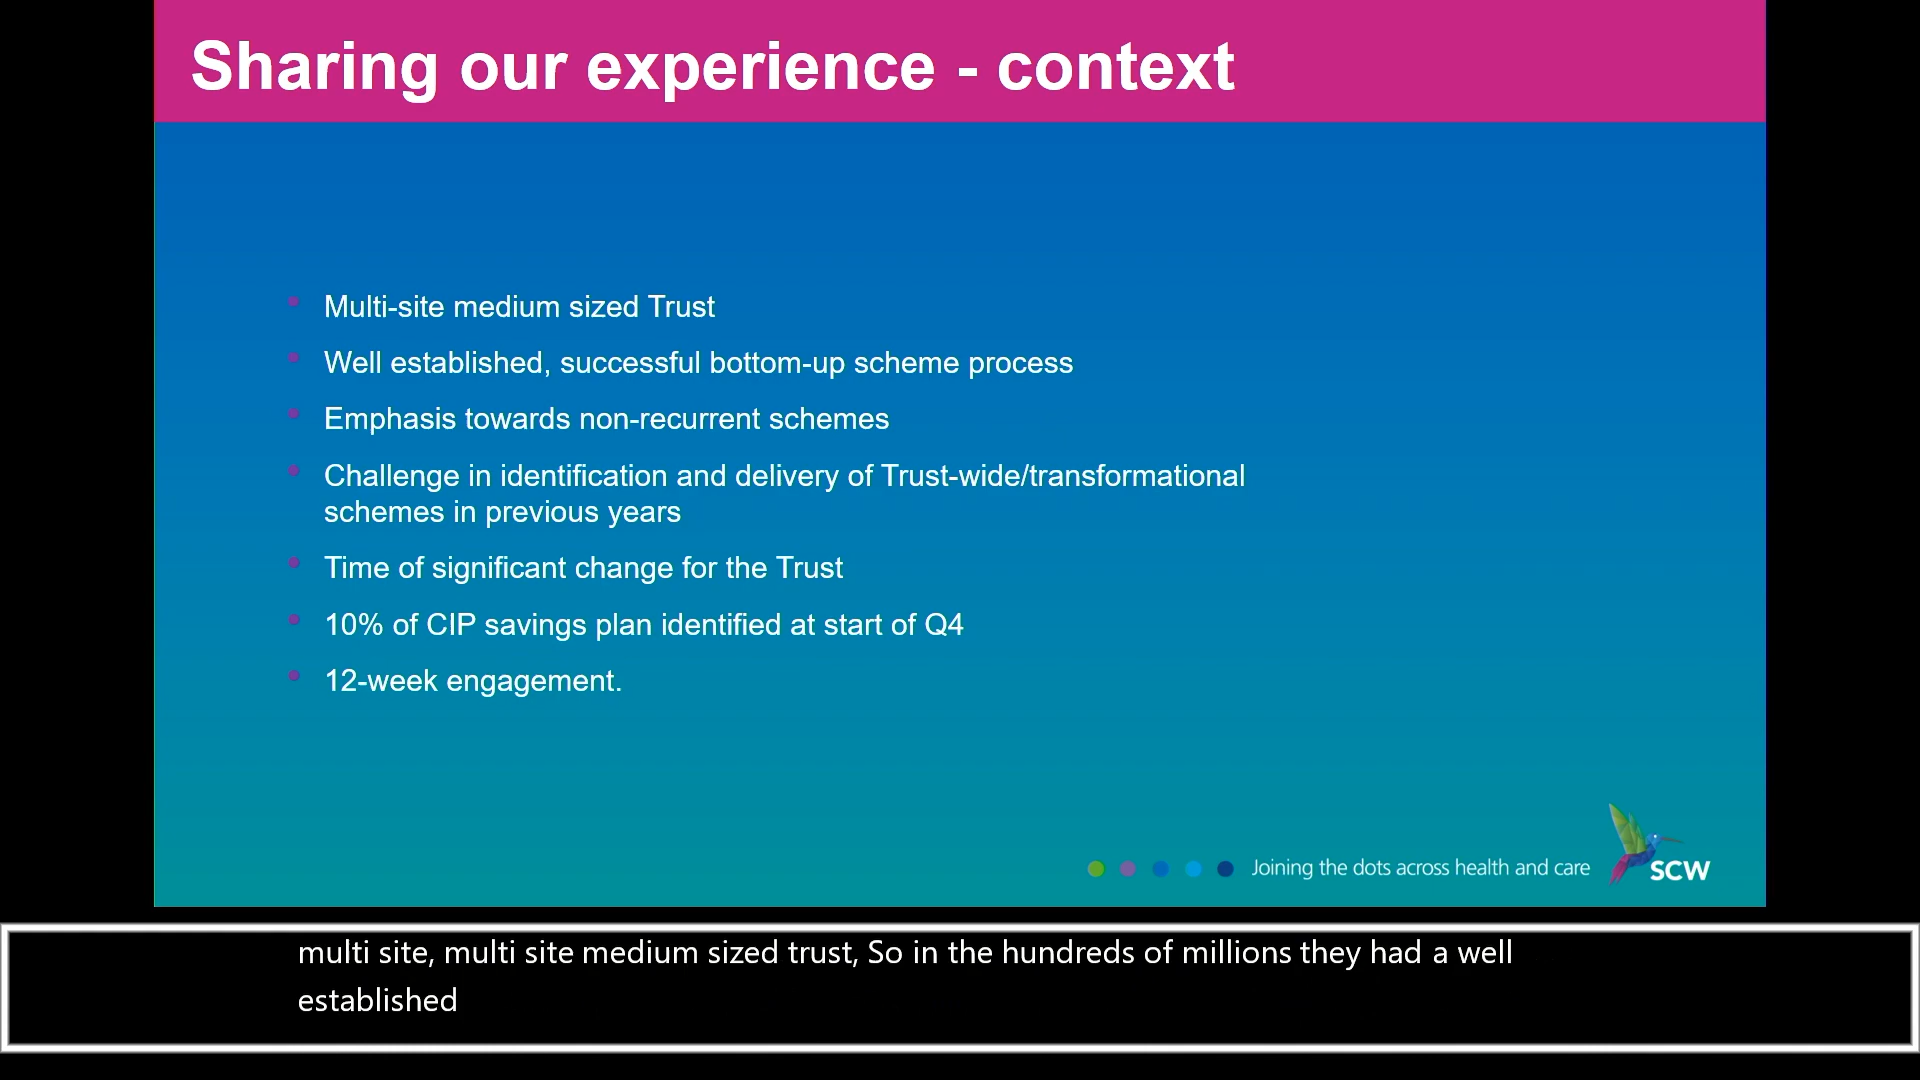 Sharing our experience - context
Multi-site medium sized Trust
Well established, successful bottom-up scheme process
Emphasis towards non-recurrent schemes
Challenge in identification and delivery of Trust-wide/transformational
schemes in previous years
Time of significant change for the Trust
10% of CIP savings plan identified at start of Q4
12-week engagement.
Joining the dots across health and care
SCW
multi site, multi site medium sized trust, So in the hundreds of millions they had a well
established